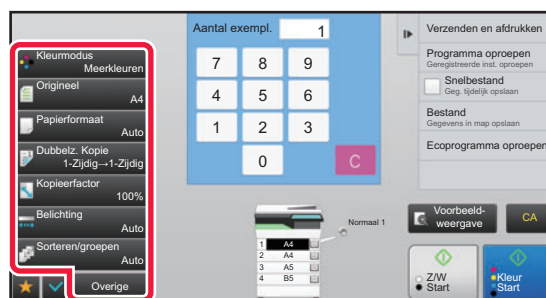 Kleurmodus
Meerkleuren
Origineel
A4
Papierformaat
Auto
Dubbelz. Kopie
1-Zijdig→1-Zijdig
Kopieerfactor
100%
Belichting
Auto
Sorteren/groepen
Auto
Overige
Aantal exempl. 1
7 8 9
4 5 6
1 2 3
0 C
Normaal 1
1 A4
2 A4
3 A5
4 B5
Verzenden en afdrukken
Programma oproepen
Geregistreerde inst. oproepen
Snelbestand
Geg. tijdelijk opslaan
Bestand
Gegevens in map opslaan
Ecoprogramma oproepen
Voorbeeld-
weergave
CA
Z/W
Start
Kleur
Start